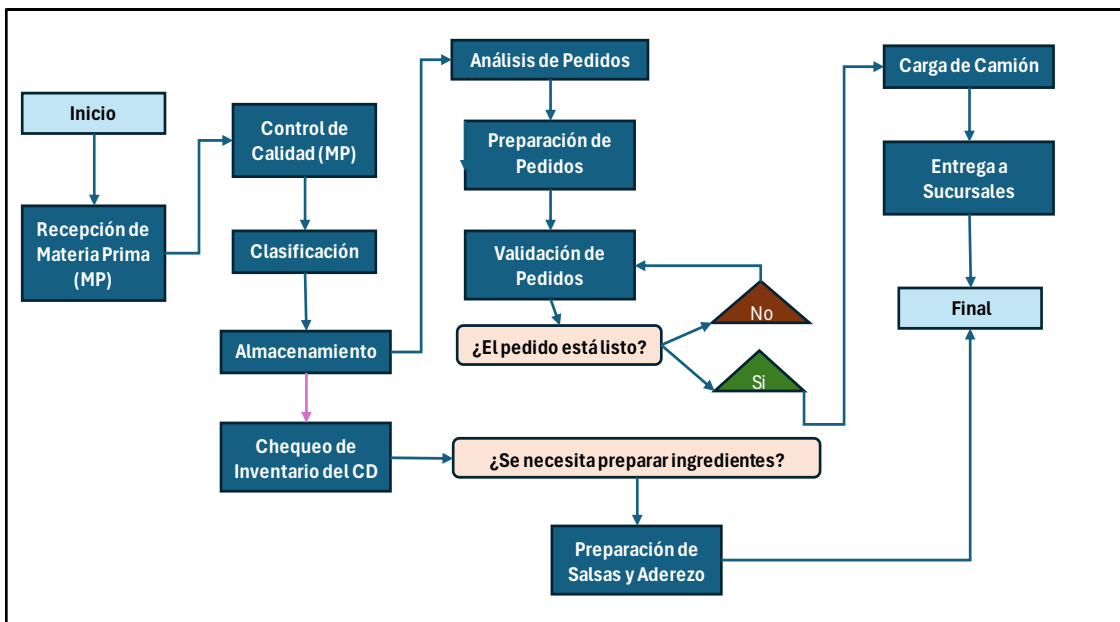 Inicio
Recepción de
Materia Prima
(MP)
Control de
Calidad (MP)
Clasificación
Almacenamiento
Chequeo de
Inventario del CD
Análisis de Pedidos
Preparación de
Pedidos
Validación de
Pedidos
¿El pedido está listo?
No
Si
¿Se necesita preparar ingredientes?
Preparación de
Salsas y Aderezo
Carga de Camión
Entrega a
Sucursales
Final